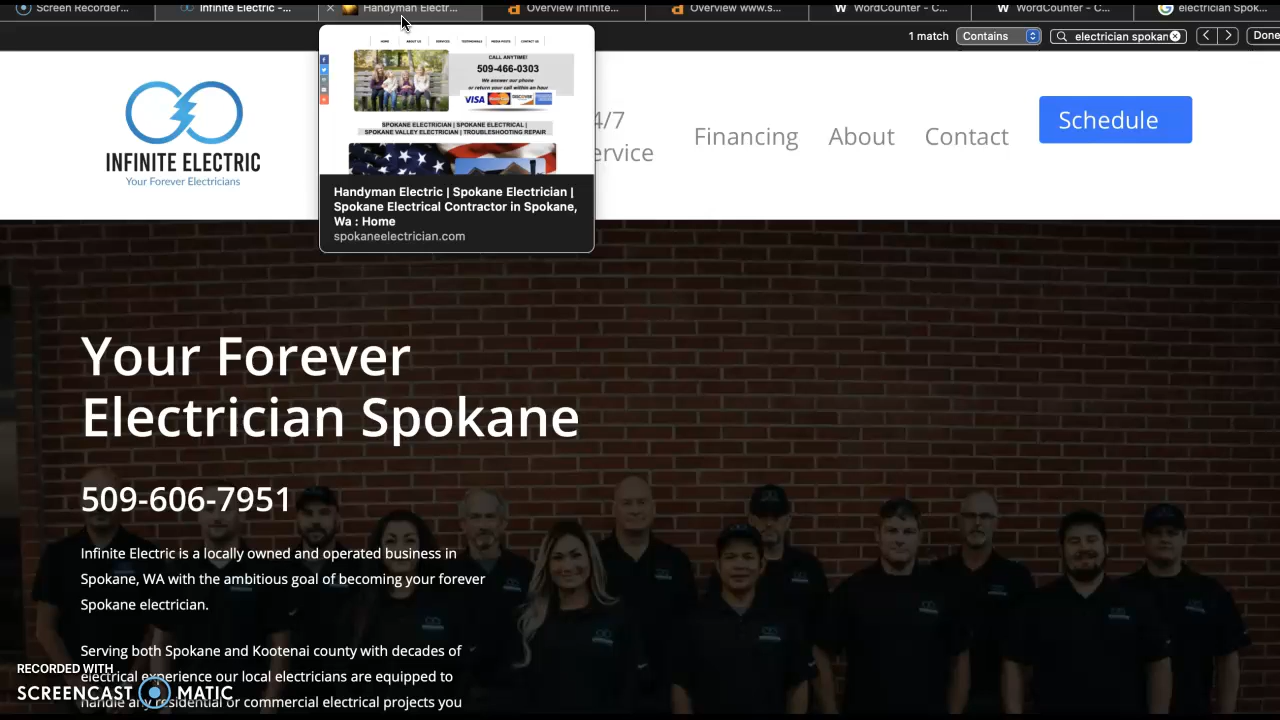 Screen Recorder...
Infinite Electric -...
Handyman Electr...
Overview infinite...
Overview www.s...
WordCounter - C...
WordCounter - C...
electrician Spok...
1 match
Contains
electrician spokan
Done
HOME ABOUT US SERVICES TESTIMONIALS MEDIA POSTS CONTACT US
CALL ANYTIME!
509-466-0303
We answer our phone
or return your call within an hour
VISA MasterCard DISCOVER
SPOKANE ELECTRICIAN | SPOKANE ELECTRICAL |
SPOKANE VALLEY ELECTRICIAN | TROUBLESHOOTING REPAIR
Handyman Electric | Spokane Electrician |
Spokane Electrical Contractor in Spokane,
Wa : Home
spokaneelectrician.com
INFINITE ELECTRIC
Your Forever Electricians
4/7
ervice
Financing
About
Contact
Schedule
Your Forever
Electrician Spokane
509-606-7951
Infinite Electric is a locally owned and operated business in
Spokane, WA with the ambitious goal of becoming your forever
Spokane electrician.
Serving both Spokane and Kootenai county with decades of
electrical experience our local electricians are equipped to
handle any residential or commercial electrical projects you
RECORDED WITH
SCREENCAST MATIC